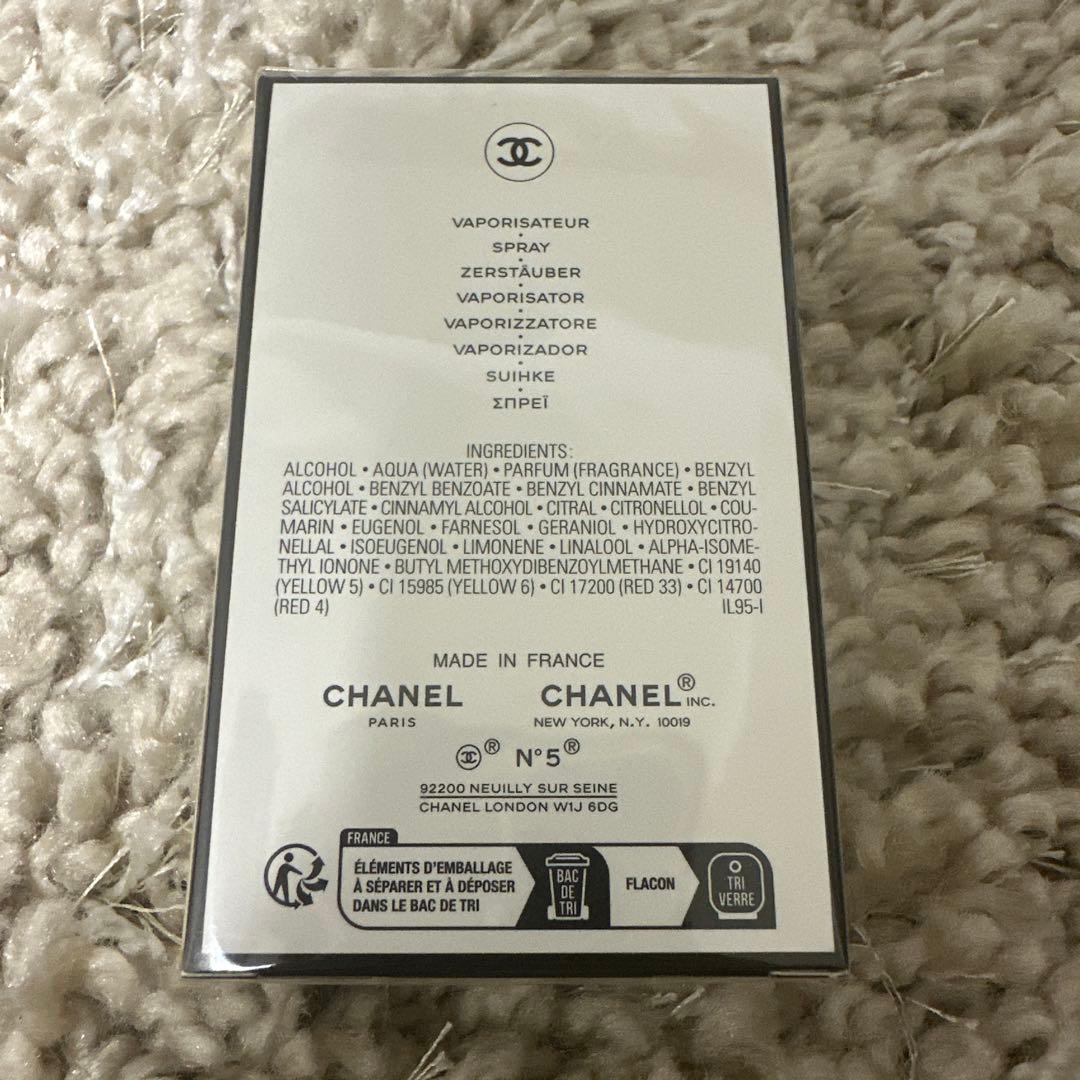 VAPORISATEUR
•
SPRAY
•
ZERSTÄUBER
•
VAPORISATOR
•
VAPORIZZATORE
•
VAPORIZADOR
•
SUIHKE
•
ΣΠΡΕΪ
INGREDIENTS:
ALCOHOL • AQUA (WATER) • PARFUM (FRAGRANCE) • BENZYL
ALCOHOL • BENZYL BENZOATE • BENZYL CINNAMATE • BENZYL
SALICYLATE • CINNAMYL ALCOHOL • CITRAL • CITRONELLOL • COU-
MARIN • EUGENOL • FARNESOL • GERANIOL • HYDROXYCITRO-
NELLAL • ISOEUGENOL • LIMONENE • LINALOOL • ALPHA-ISOME-
THYL IONONE • BUTYL METHOXYDIBENZOYLMETHANE • CI 19140
(YELLOW 5) • CI 15985 (YELLOW 6) • CI 17200 (RED 33) • CI 14700
(RED 4) IL95-I
MADE IN FRANCE
CHANEL CHANEL® INC.
PARIS NEW YORK, N.Y. 10019
® N°5®
92200 NEUILLY SUR SEINE
CHANEL LONDON W1J 6DG
FRANCE
ÉLÉMENTS D'EMBALLAGE
À SÉPARER ET À DÉPOSER
DANS LE BAC DE TRI
BAC
DE
TRI
FLACON
TRI
VERRE